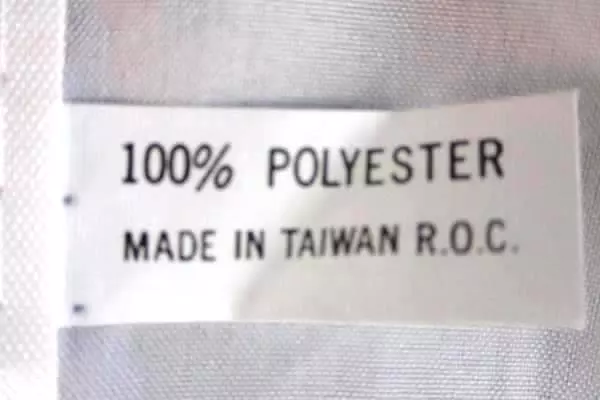 100% POLYESTER
MADE IN TAIWAN R.O.C.